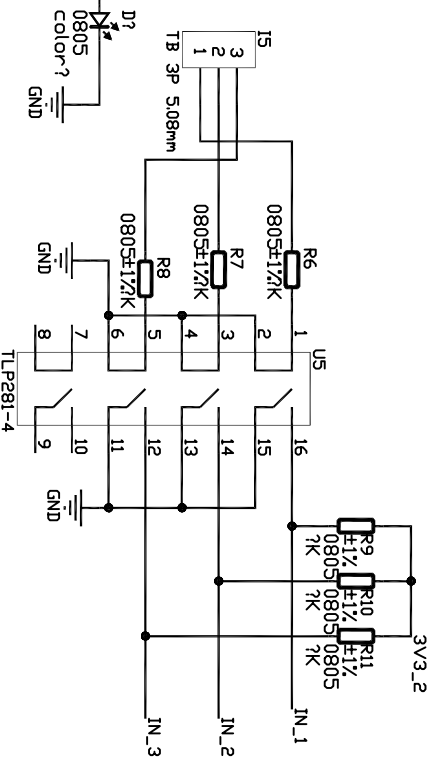 D?
0805
color?
GND
I5
1 2 3
TB 3P 5.08mm
R6
0805±1%?K
R7
0805±1%?K
R8
0805±1%?K
GND
U5
1
2
3
4
5
6
7
8
TLP281-4
16
15
14
13
12
11
10
9
GND
R9
±1%
0805
?K
R10
±1%
0805
?K
R11
±1%
0805
?K
3V3_2
IN_1
IN_2
IN_3